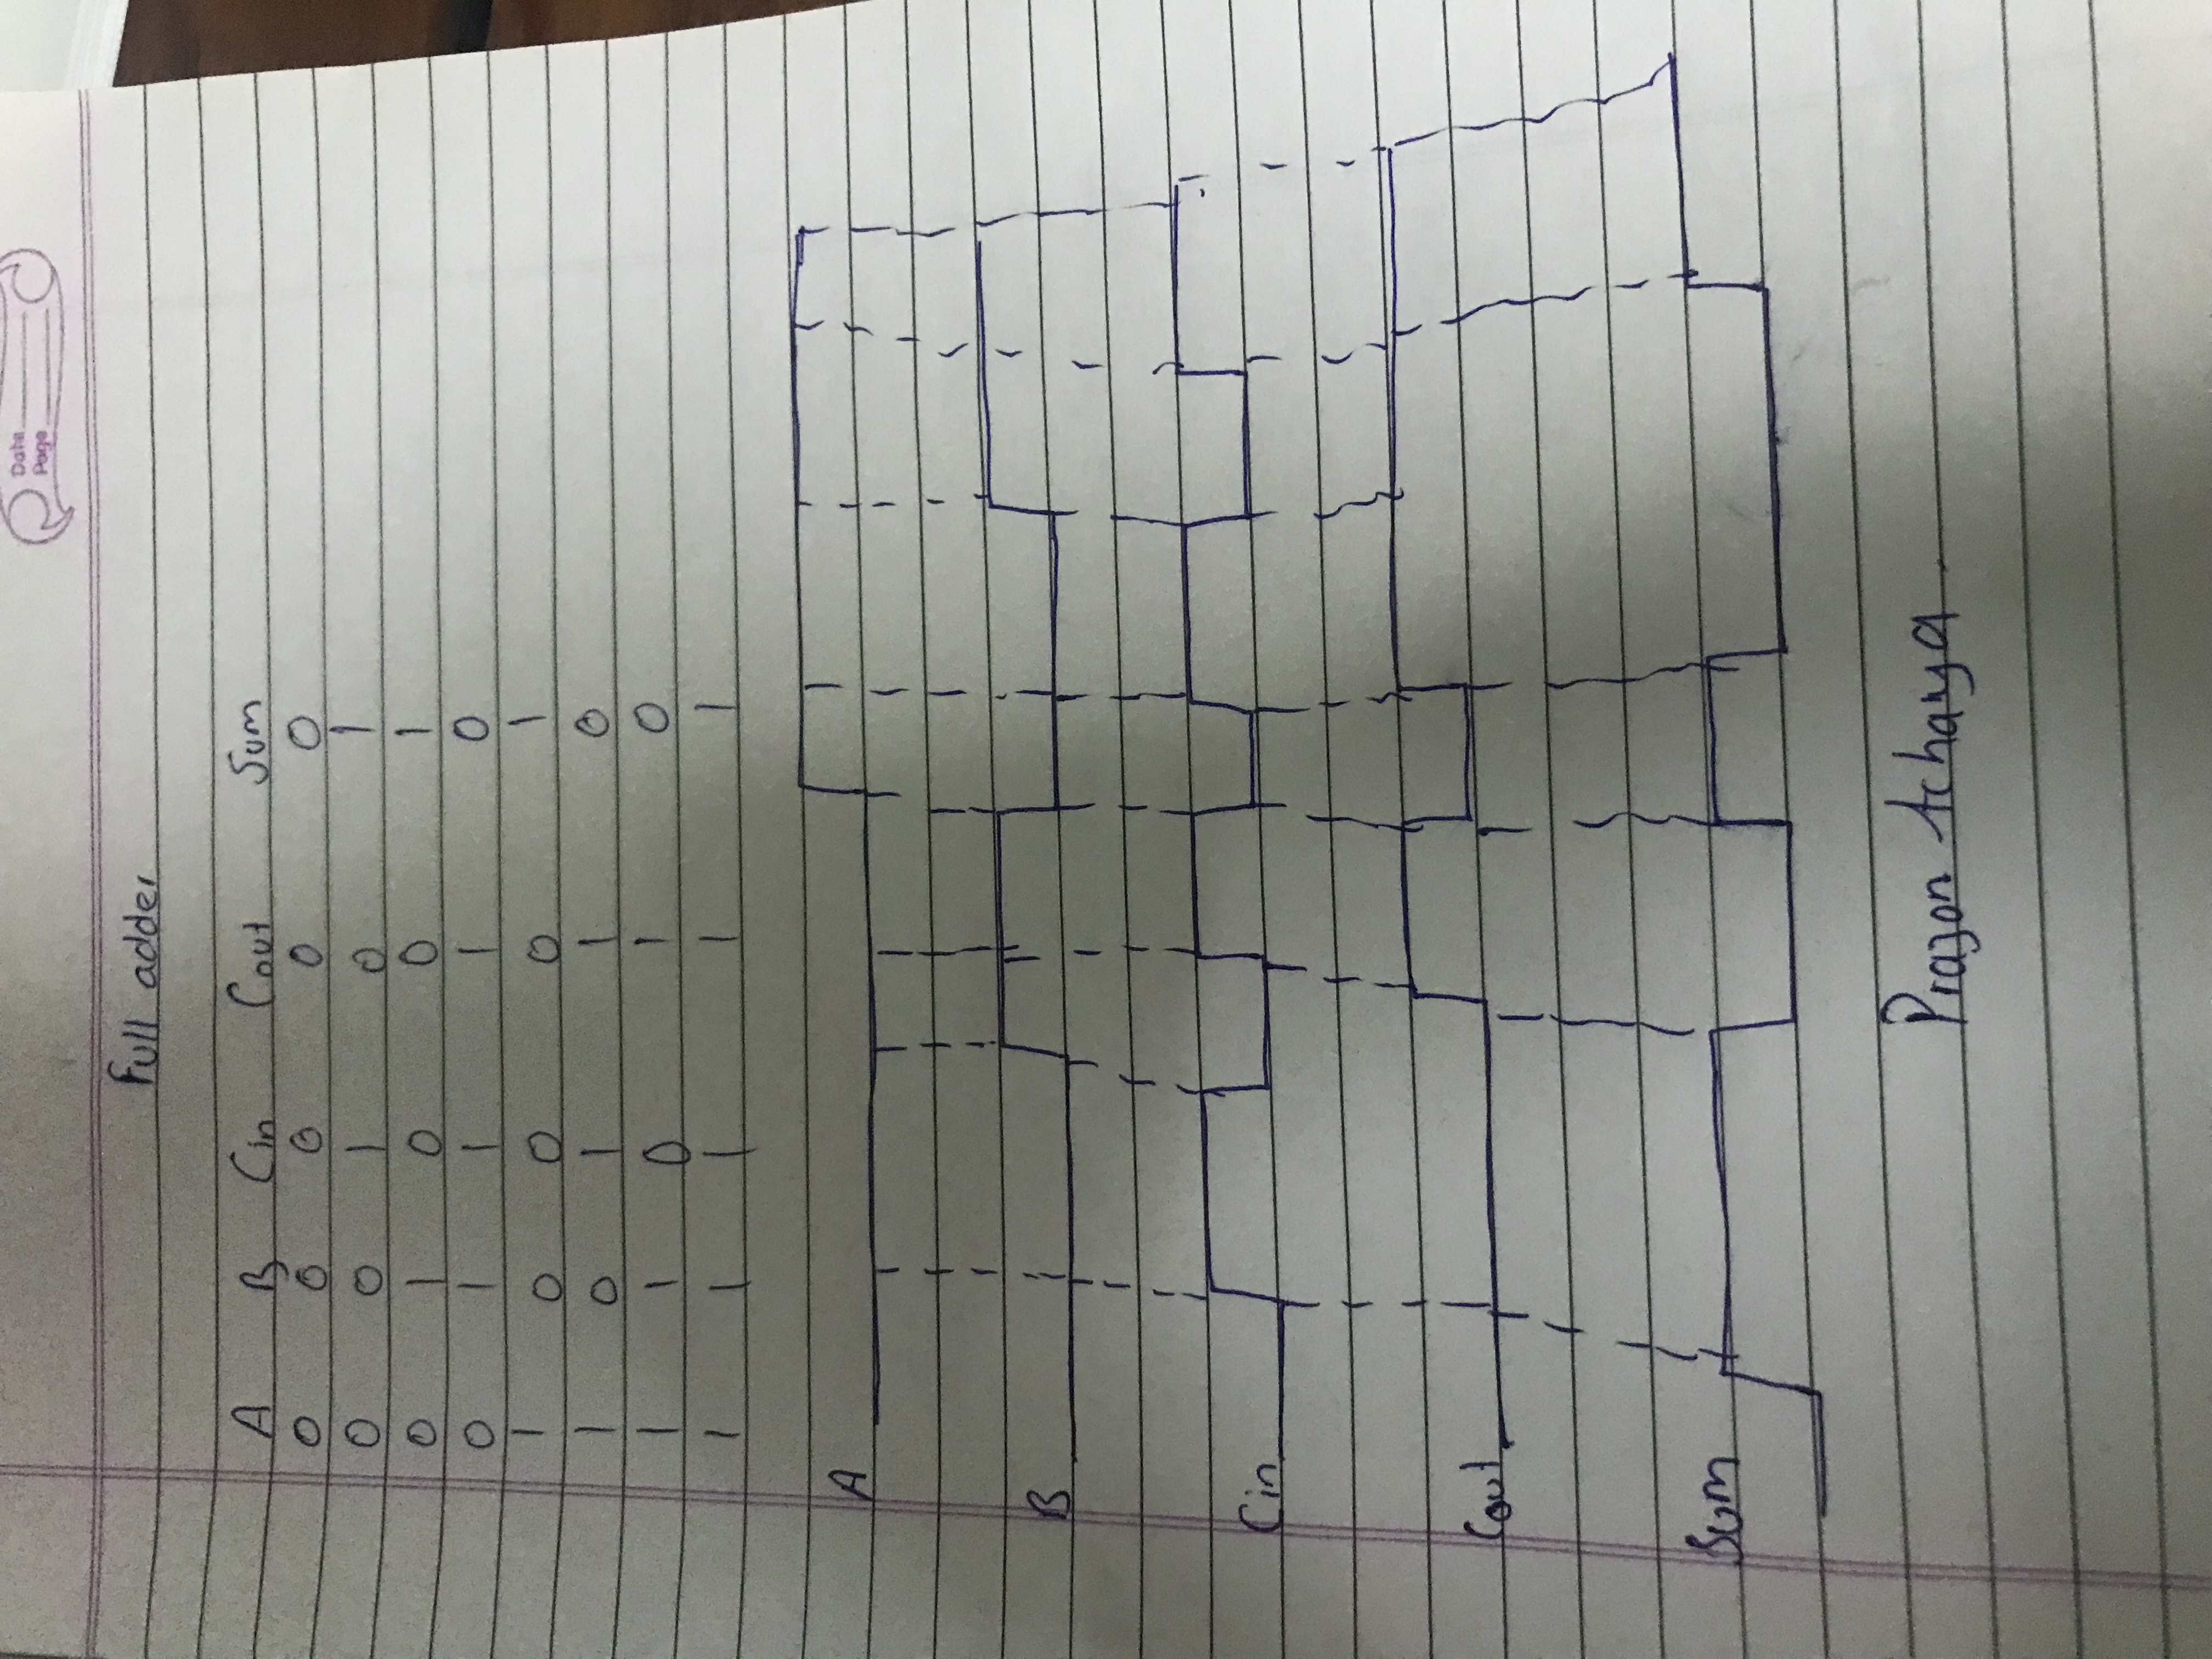 Date
Page
Full adder
A B Cin Cout Sum
0 0 0 0 0
0 0 1 0 1
0 1 0 0 1
0 1 1 1 0
1 0 0 0 1
1 0 1 1 0
1 1 0 1 0
1 1 1 1 1
A
B
Cin
Cout
Sum
Prazon Acharya